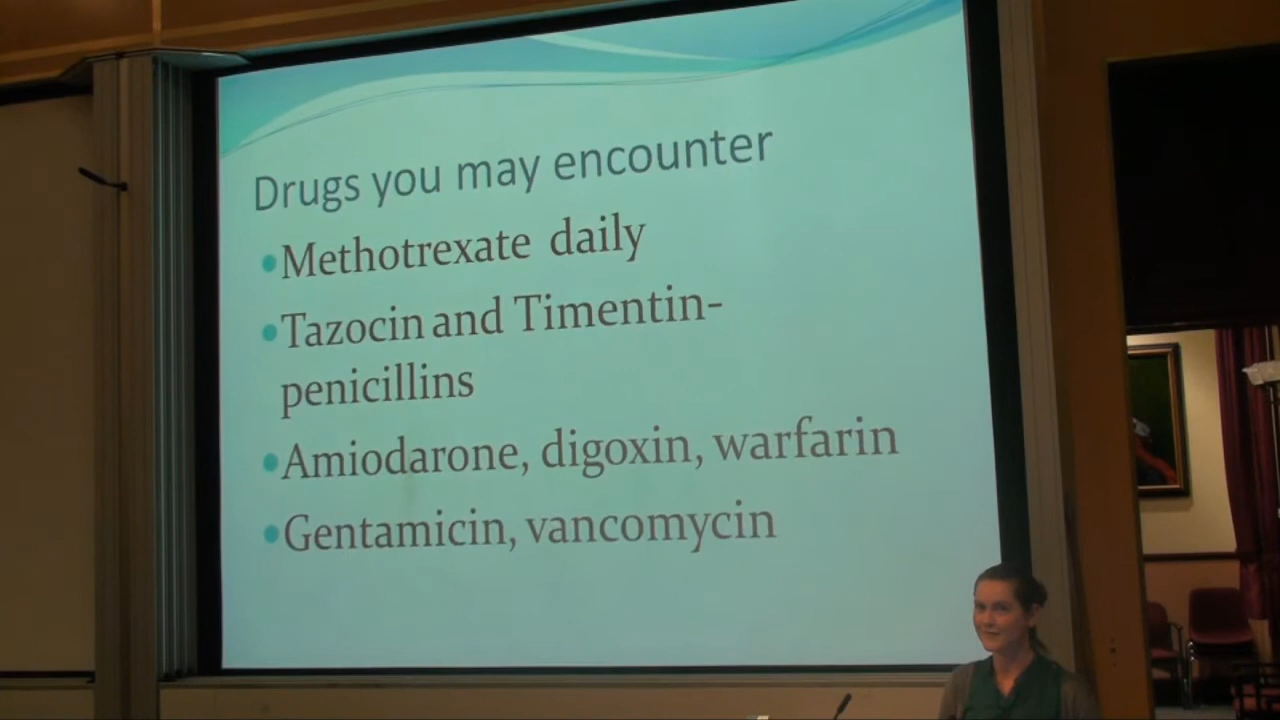 Drugs you may encounter
•Methotrexate daily
•Tazocin and Timentin-
penicillins
•Amiodarone, digoxin, warfarin
•Gentamicin, vancomycin